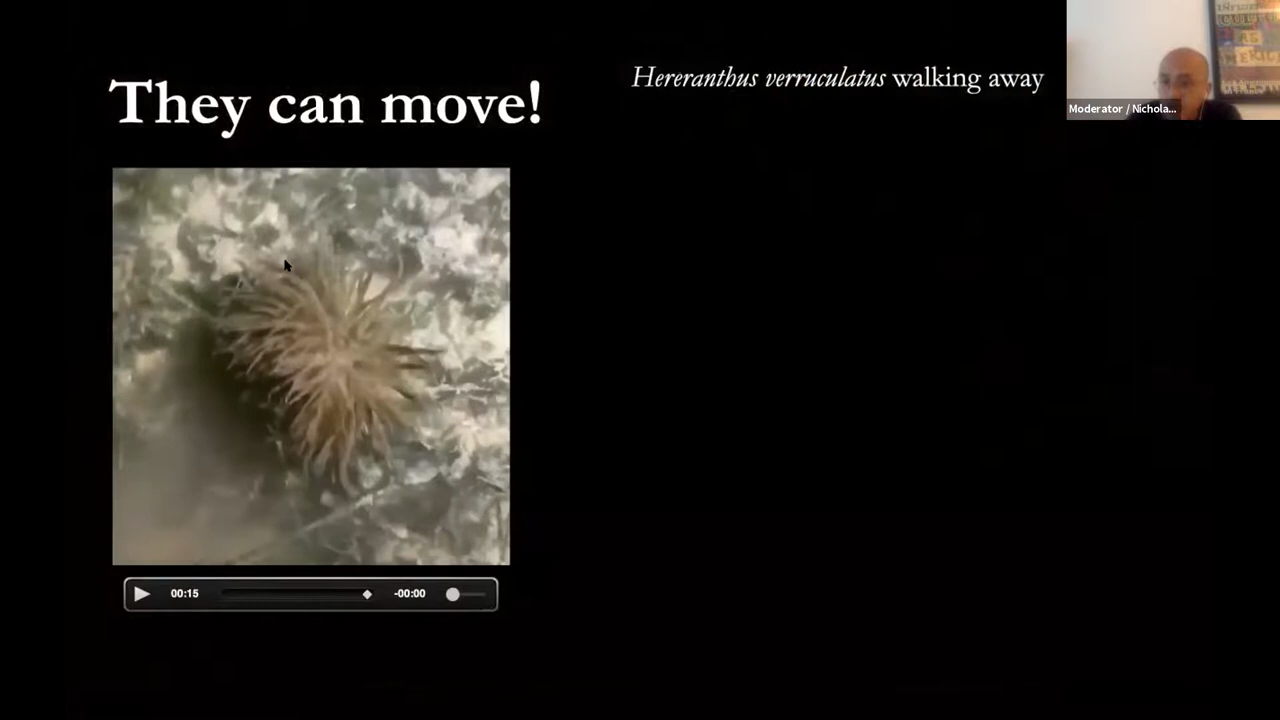 They can move!
Hereranthus verruculatus walking away
Moderator / Nichola...
00:15
-00:00